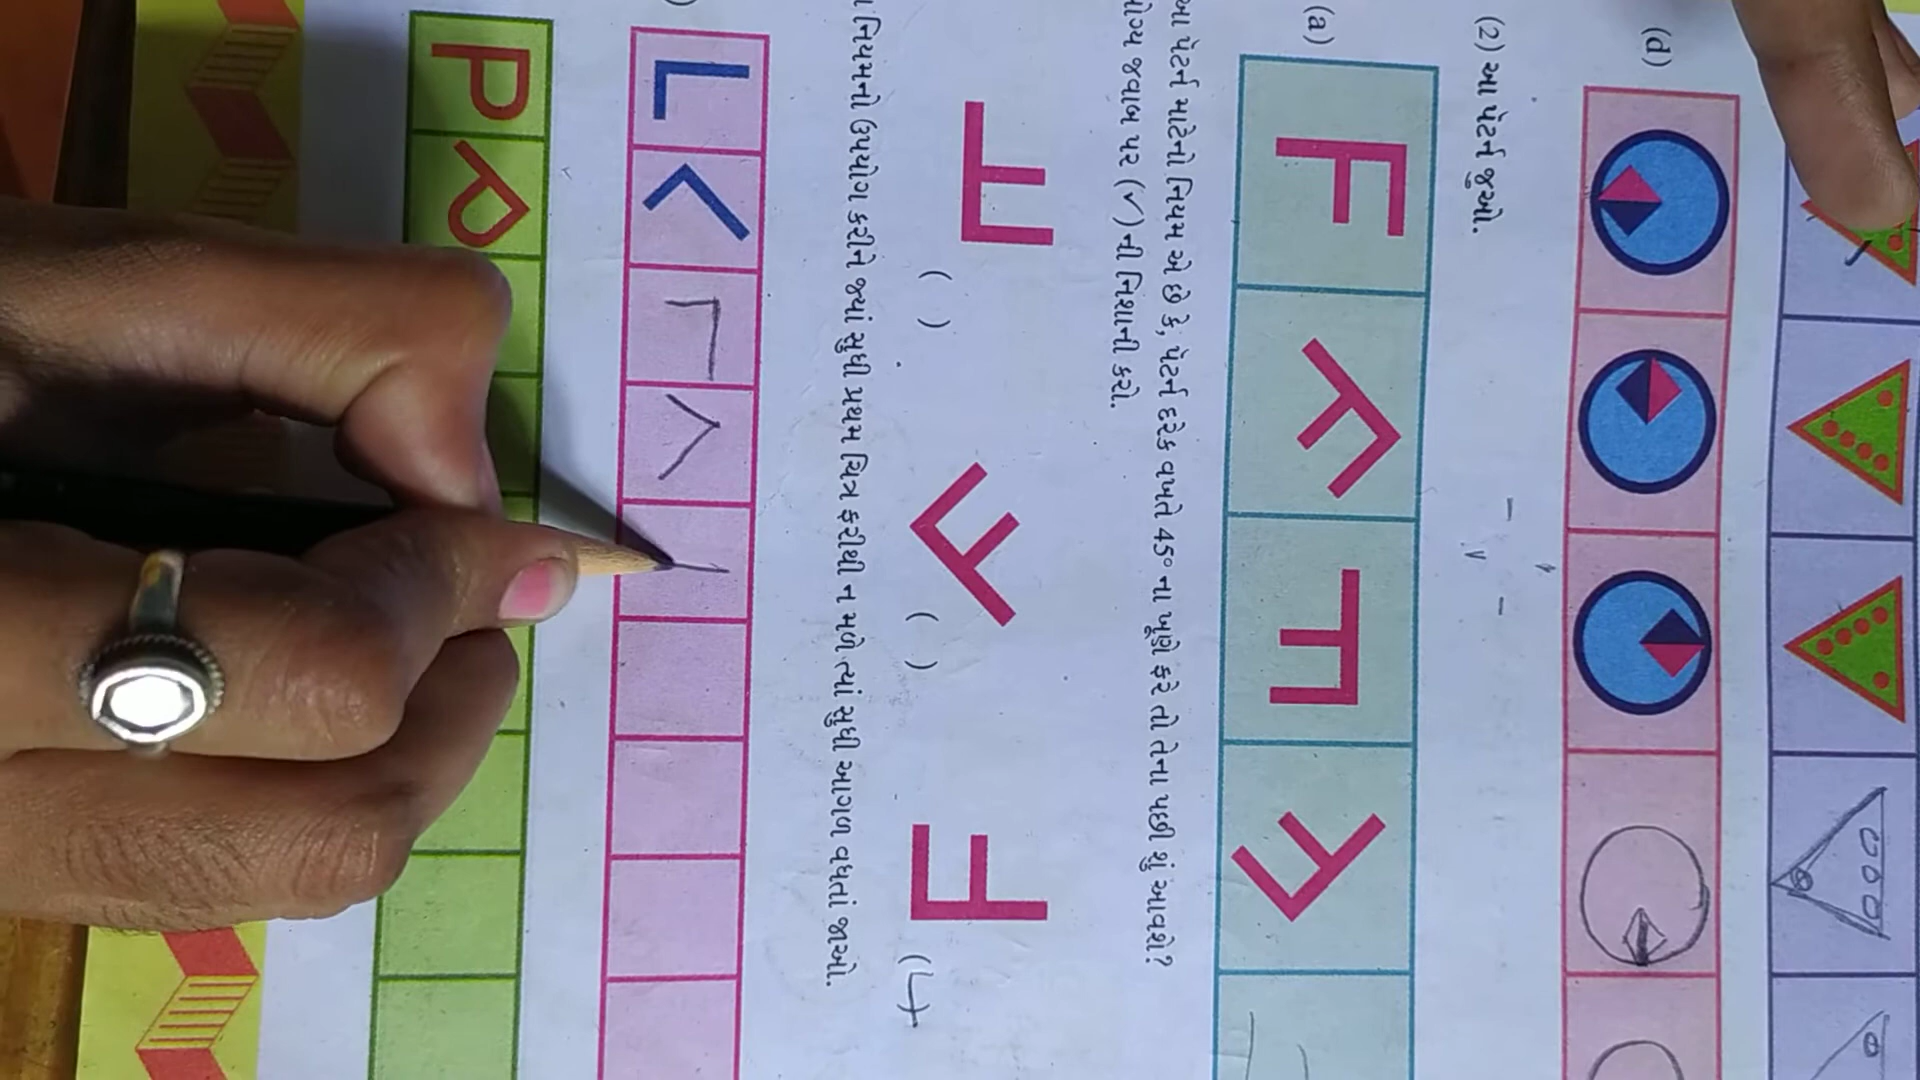 (d)
(2) આ પેટર્ન જુઓ.
(a)
F F F F
આ પેટર્ન માટેનો નિયમ એ છે કે, પેટર્ન દરેક વખતે 45° ના ખૂણે ફરે તો તેના પછી શું આવશે?
યોગ્ય જવાબ પર (✓) ની નિશાની કરો.
F F F
( ) ( ) (
નિયમનો ઉપયોગ કરીને જ્યાં સુધી પ્રથમ ચિત્ર ફરીથી ન મળે ત્યાં સુધી આગળ વધતાં જાઓ.
L L
P P